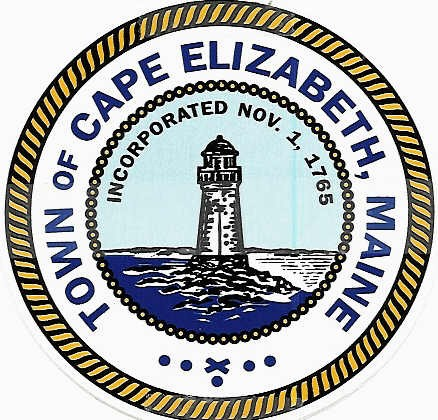 TOWN OF CAPE ELIZABETH, MAINE
INCORPORATED NOV. 1, 1765